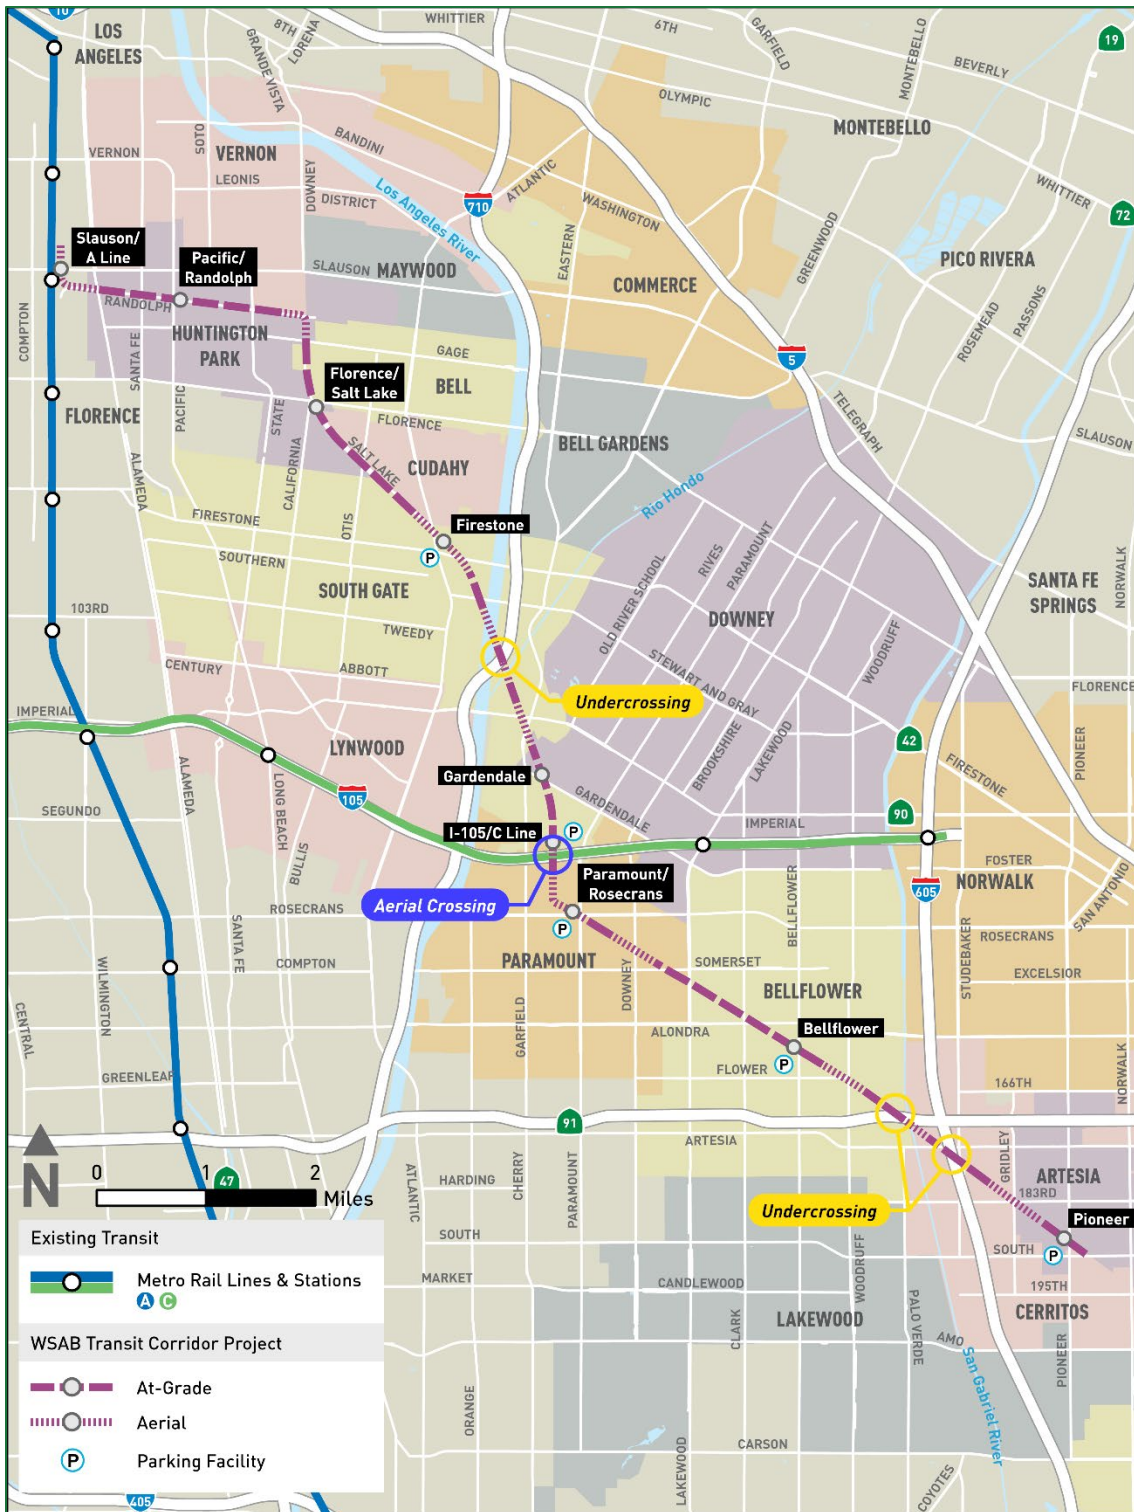 10
LOS
ANGELES
8TH
LORENA
GRANDE VISTA
WHITTIER
6TH
GARFIELD
MONTEBELLO
19
BEVERLY
OLYMPIC
MONTEBELLO
WHITTIER
72
VERNON
SOTO
VERNON
LEONIS
DOWNEY
DISTRICT
BANDINI
Los Angeles River
710
ATLANTIC
WASHINGTON
EASTERN
GREENWOOD
PICO RIVERA
PASSONS
ROSEMEAD
Slauson/
A Line
Pacific/
Randolph
SLAUSON
MAYWOOD
COMMERCE
COMPTON
RANDOLPH
HUNTINGTON
PARK
SANTA FE
PACIFIC
GAGE
BELL
5
TELEGRAPH
SLAUSON
Florence/
Salt Lake
FLORENCE
STATE
CALIFORNIA
FLORENCE
SALT LAKE
CUDAHY
BELL GARDENS
Rio Hondo
ALAMEDA
FIRESTONE
OTIS
SOUTHERN
Firestone
P
SOUTH GATE
TWEEDY
103RD
CENTURY
ABBOTT
OLD RIVER SCHOOL
RIVES
PARAMOUNT
DOWNEY
WOODRUFF
STEWART AND GRAY
BROOKSHIRE
LAKEWOOD
SANTA FE
SPRINGS
NORWALK
FLORENCE
Undercrossing
IMPERIAL
LYNWOOD
42
FIRESTONE
PIONEER
ALAMEDA
LONG BEACH
BULLIS
105
Gardendale
GARDENDALE
SEGUNDO
I-105/C Line
P
IMPERIAL
90
FOSTER
NORWALK
605
SAN ANTONIO
Aerial Crossing
Paramount/
Rosecrans
P
BELLFLOWER
ROSECRANS
ROSECRANS
STUDEBAKER
SANTA FE
COMPTON
WILMINGTON
CENTRAL
PARAMOUNT
DOWNEY
SOMERSET
EXCELSIOR
BELLFLOWER
GARFIELD
ALONDRA
Bellflower
P
FLOWER
GREENLEAF
166TH
NORWALK
91
ARTESIA
N
0
1
2
Miles
47
ATLANTIC
HARDING
CHERRY
PARAMOUNT
GRIDLEY
ARTESIA
183RD
Undercrossing
Pioneer
P
SOUTH
SOUTH
195TH
MARKET
CANDLEWOOD
WOODRUFF
CLARK
LAKEWOOD
PALO VERDE
CERRITOS
AMO
PIONEER
San Gabriel River
ORANGE
CARSON
LAKEWOOD
COYOTES
Existing Transit
Metro Rail Lines & Stations
A C
WSAB Transit Corridor Project
At-Grade
Aerial
P Parking Facility
405